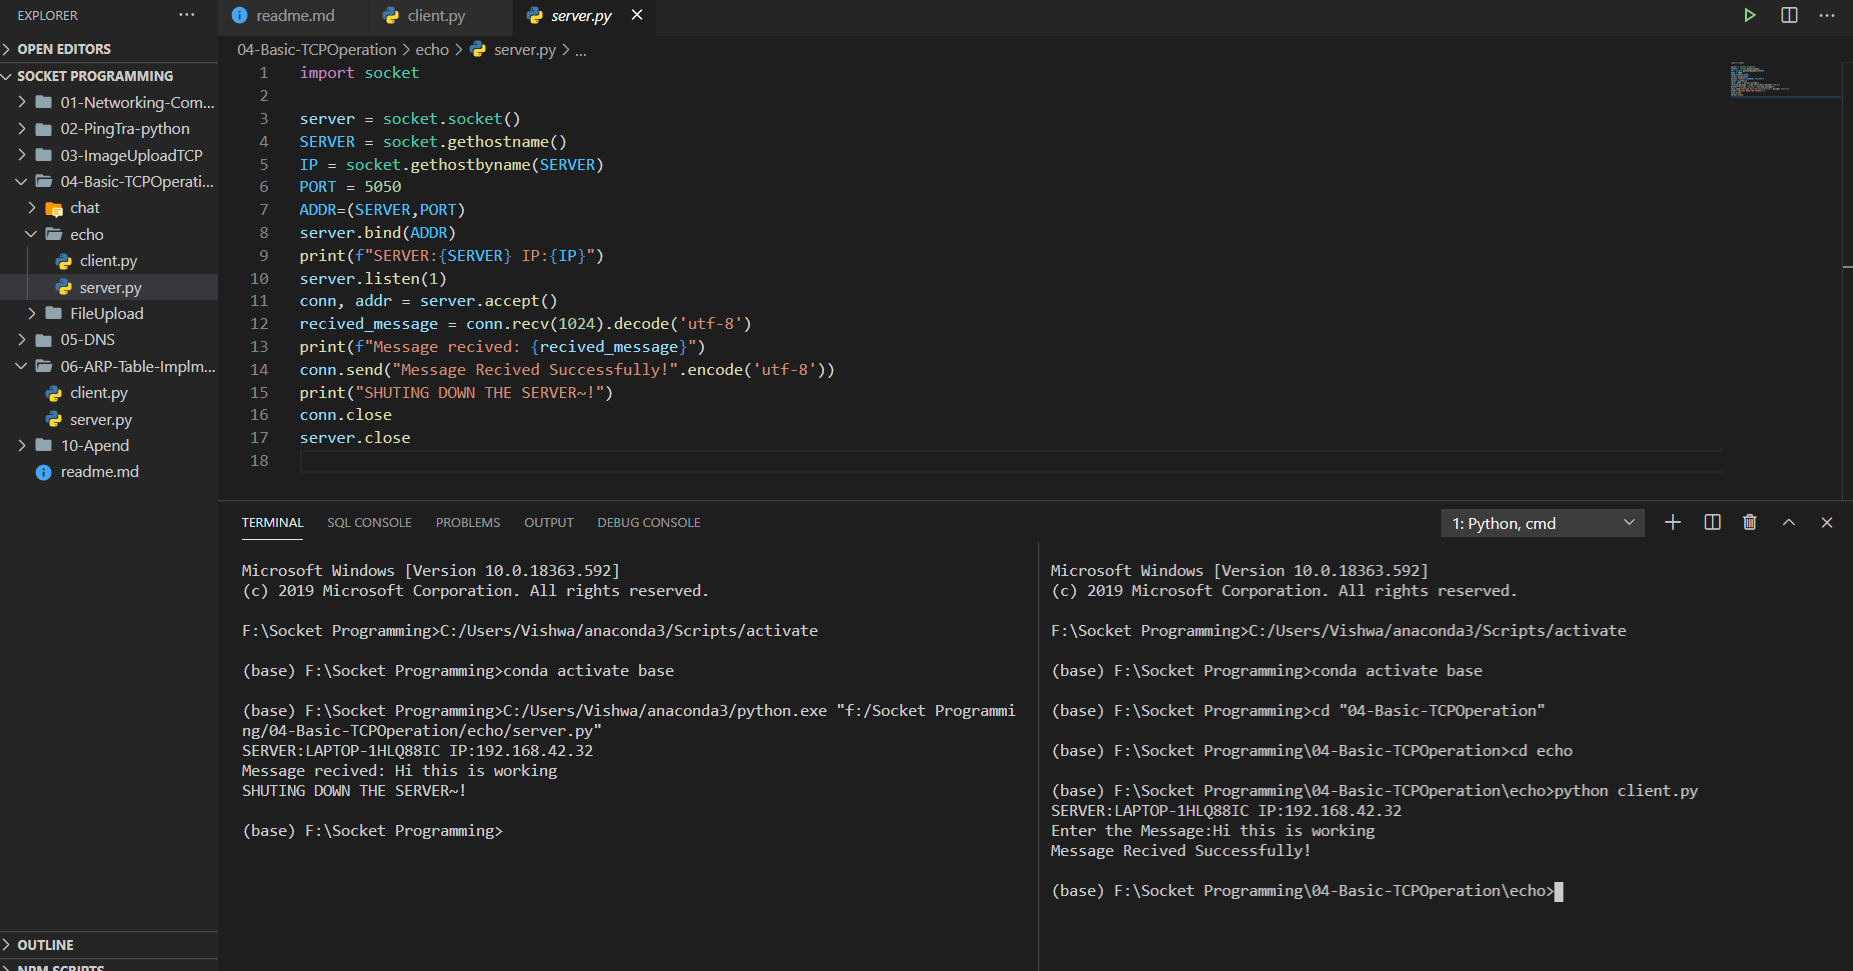 EXPLORER
OPEN EDITORS
SOCKET PROGRAMMING
01-Networking-Com...
02-PingTra-python
03-ImageUploadTCP
04-Basic-TCPOperati...
chat
echo
client.py
server.py
FileUpload
05-DNS
06-ARP-Table-Implm...
client.py
server.py
10-Apend
readme.md
OUTLINE
NPM SCRIPTS
readme.md client.py server.py
04-Basic-TCPOperation > echo > server.py > ...
1 import socket
2
3 server = socket.socket()
4 SERVER = socket.gethostname()
5 IP = socket.gethostbyname(SERVER)
6 PORT = 5050
7 ADDR=(SERVER,PORT)
8 server.bind(ADDR)
9 print(f"SERVER:{SERVER} IP:{IP}")
10 server.listen(1)
11 conn, addr = server.accept()
12 recived_message = conn.recv(1024).decode('utf-8')
13 print(f"Message recived: {recived_message}")
14 conn.send("Message Recived Successfully!".encode('utf-8'))
15 print("SHUTING DOWN THE SERVER~!")
16 conn.close
17 server.close
18
TERMINAL SQL CONSOLE PROBLEMS OUTPUT DEBUG CONSOLE
1: Python, cmd
Microsoft Windows [Version 10.0.18363.592]
(c) 2019 Microsoft Corporation. All rights reserved.
F:\Socket Programming>C:/Users/Vishwa/anaconda3/Scripts/activate
(base) F:\Socket Programming>conda activate base
(base) F:\Socket Programming>C:/Users/Vishwa/anaconda3/python.exe "f:/Socket Programmi
ng/04-Basic-TCPOperation/echo/server.py"
SERVER:LAPTOP-1HLQ88IC IP:192.168.42.32
Message recived: Hi this is working
SHUTING DOWN THE SERVER~!
(base) F:\Socket Programming>
Microsoft Windows [Version 10.0.18363.592]
(c) 2019 Microsoft Corporation. All rights reserved.
F:\Socket Programming>C:/Users/Vishwa/anaconda3/Scripts/activate
(base) F:\Socket Programming>conda activate base
(base) F:\Socket Programming>cd "04-Basic-TCPOperation"
(base) F:\Socket Programming\04-Basic-TCPOperation>cd echo
(base) F:\Socket Programming\04-Basic-TCPOperation\echo>python client.py
SERVER:LAPTOP-1HLQ88IC IP:192.168.42.32
Enter the Message:Hi this is working
Message Recived Successfully!
(base) F:\Socket Programming\04-Basic-TCPOperation\echo>